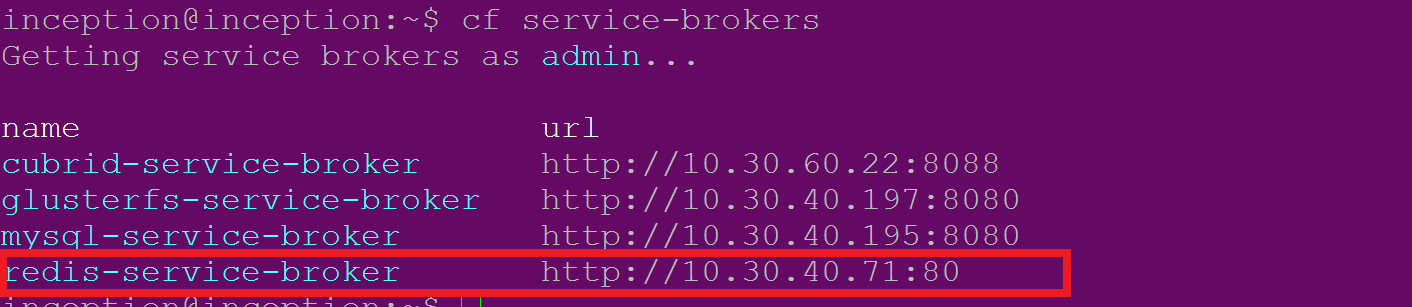 inception@inception:~$ cf service-brokers
Getting service brokers as admin...
name url
cubrid-service-broker http://10.30.60.22:8088
glusterfs-service-broker http://10.30.40.197:8080
mysql-service-broker http://10.30.40.195:8080
redis-service-broker http://10.30.40.71:80
inception@inception:~$